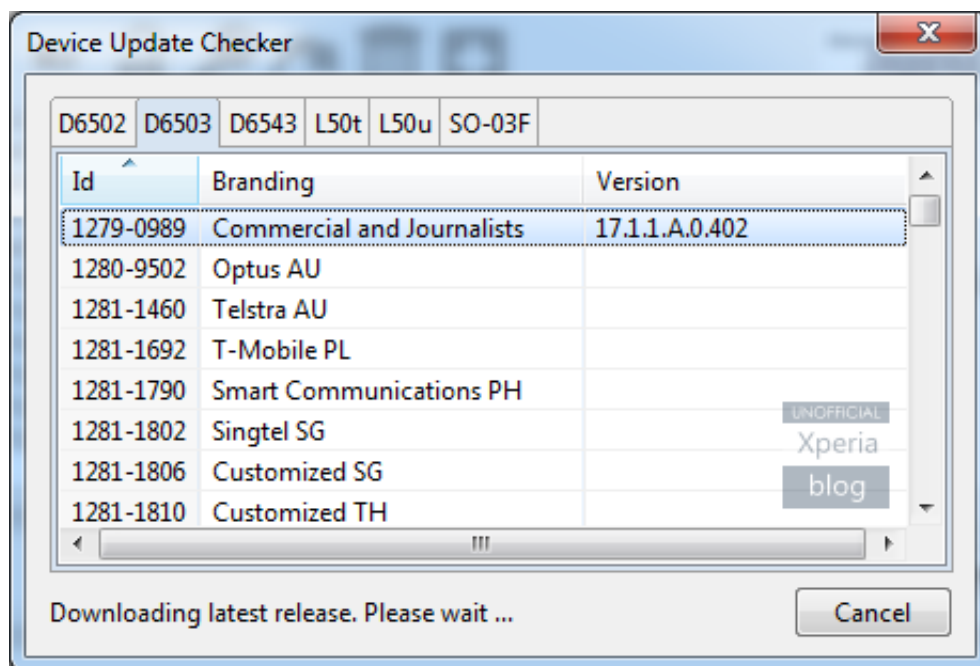 Device Update Checker
D6502 D6503 D6543 L50t L50u SO-03F
Id Branding Version
1279-0989 Commercial and Journalists 17.1.1.A.0.402
1280-9502 Optus AU
1281-1460 Telstra AU
1281-1692 T-Mobile PL
1281-1790 Smart Communications PH
1281-1802 Singtel SG
1281-1806 Customized SG
1281-1810 Customized TH
UNOFFICIAL
Xperia
blog
Downloading latest release. Please wait ...
Cancel